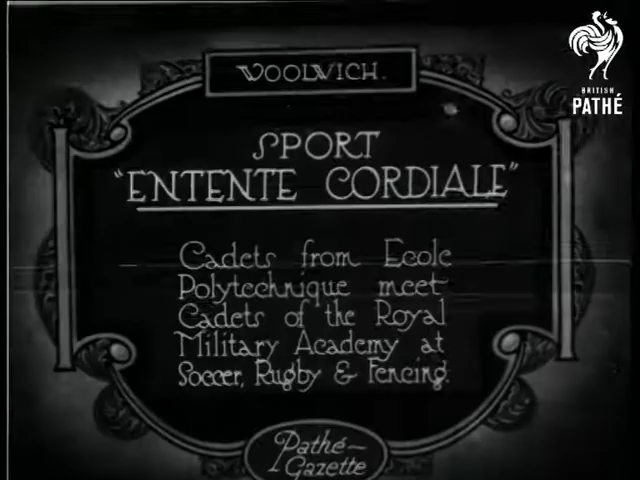 WOOLWICH.
BRITISH
PATHÉ
SPORT
"ENTENTE CORDIALE"
Cadets from Ecole
Polytechnique meet
Cadets of the Royal
Military Academy at
Soccer, Rugby & Fencing.
Pathé-
Gazette